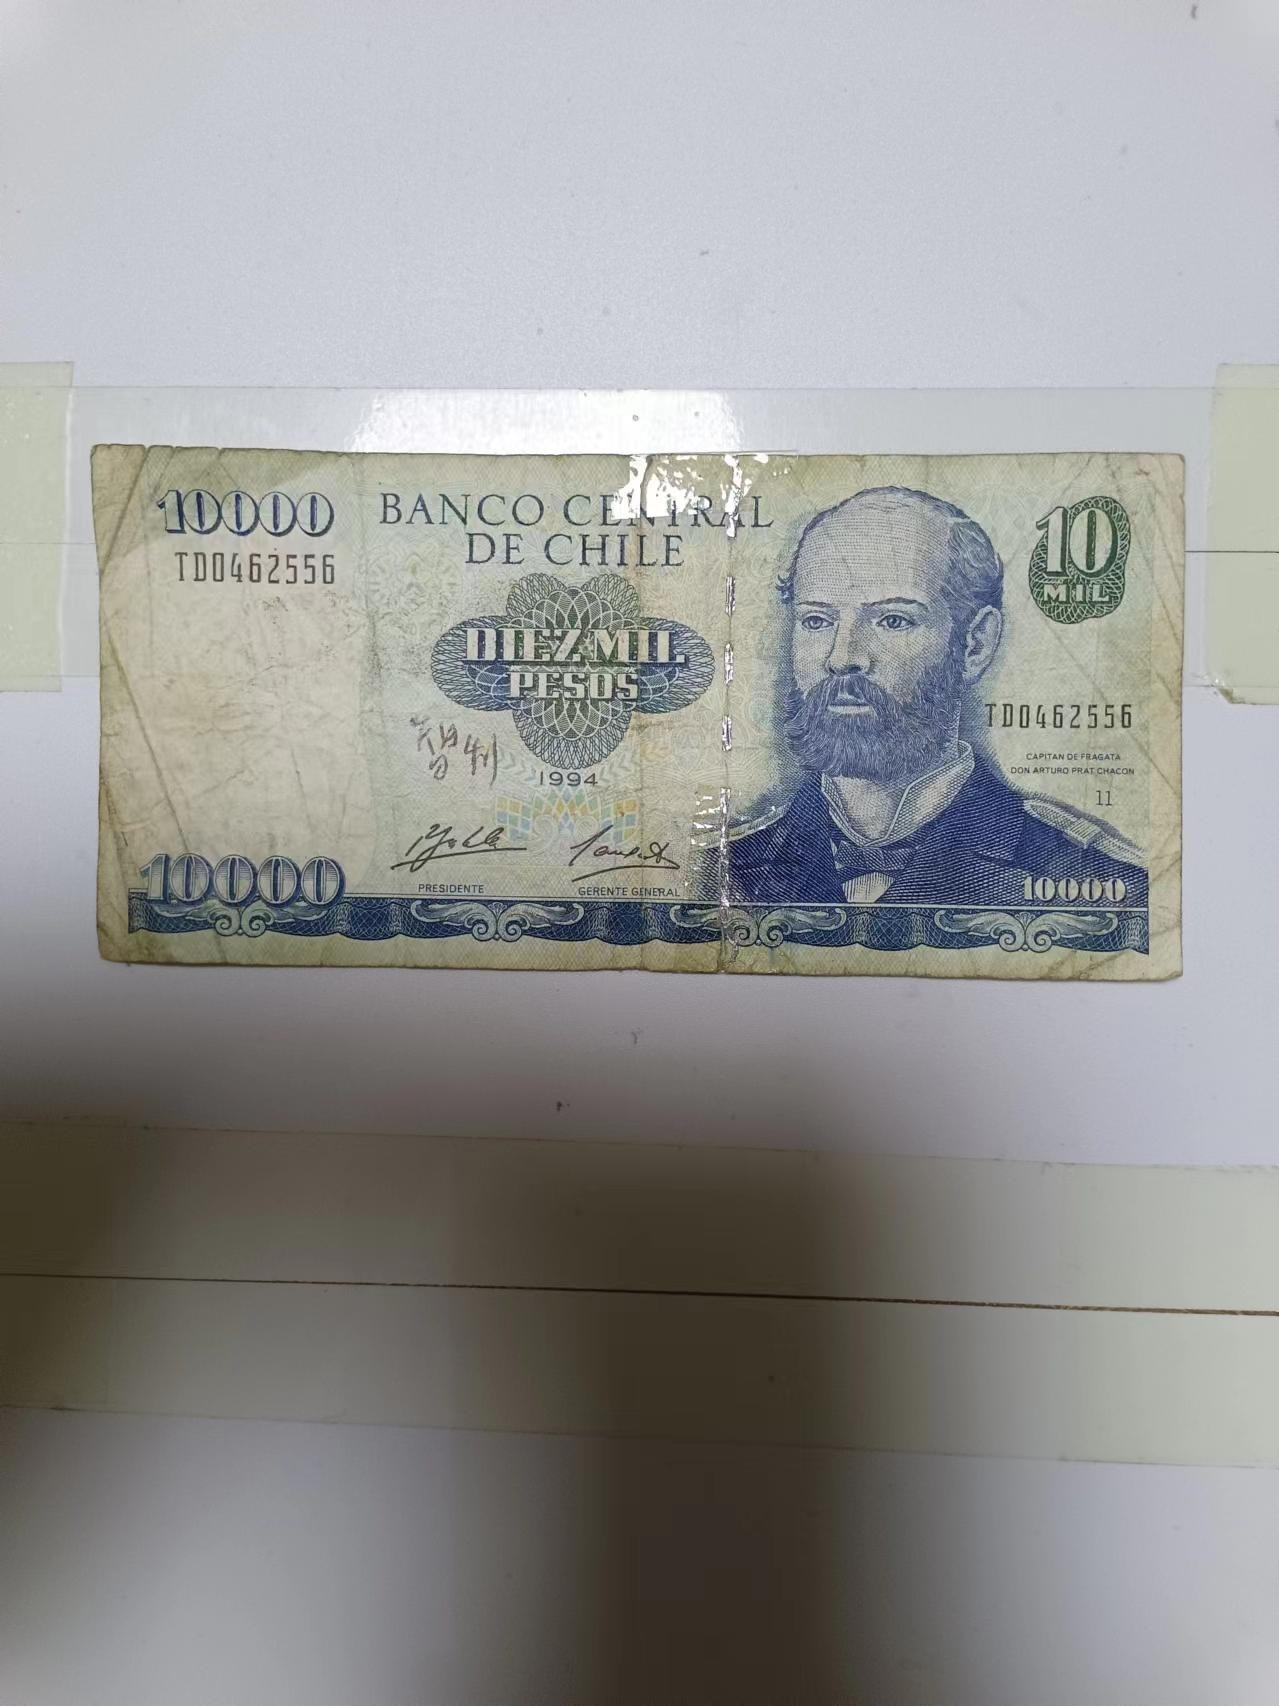 10000
BANCO CENTRAL
DE CHILE
10
MIL
TD0462556
DIEZ MIL
PESOS
TD0462556
CAPITAN DE FRAGATA
DON ARTURO PRAT CHACON
11
1994
10000
PRESIDENTE
GERENTE GENERAL
10000